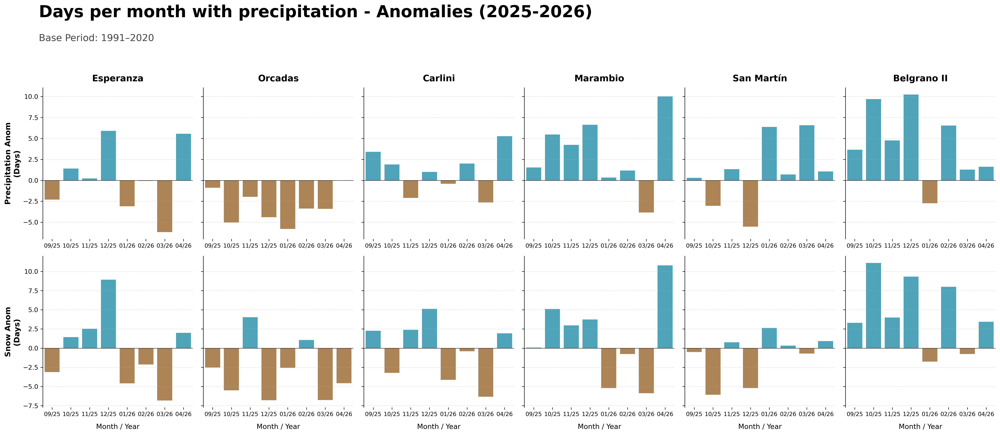 Days per month with precipitation - Anomalies (2025-2026)
Base Period: 1991–2020
Esperanza Orcadas Carlini Marambio San Martín Belgrano II
Precipitation Anom
(Days)
10.0
7.5
5.0
2.5
0.0
−2.5
−5.0
09/25 10/25 11/25 12/25 01/26 02/26 03/26 04/26 09/25 10/25 11/25 12/25 01/26 02/26 03/26 04/26 09/25 10/25 11/25 12/25 01/26 02/26 03/26 04/26 09/25 10/25 11/25 12/25 01/26 02/26 03/26 04/26 09/25 10/25 11/25 12/25 01/26 02/26 03/26 04/26 09/25 10/25 11/25 12/25 01/26 02/26 03/26 04/26
Snow Anom
(Days)
10.0
7.5
5.0
2.5
0.0
−2.5
−5.0
−7.5
09/25 10/25 11/25 12/25 01/26 02/26 03/26 04/26 09/25 10/25 11/25 12/25 01/26 02/26 03/26 04/26 09/25 10/25 11/25 12/25 01/26 02/26 03/26 04/26 09/25 10/25 11/25 12/25 01/26 02/26 03/26 04/26 09/25 10/25 11/25 12/25 01/26 02/26 03/26 04/26 09/25 10/25 11/25 12/25 01/26 02/26 03/26 04/26
Month / Year Month / Year Month / Year Month / Year Month / Year Month / Year